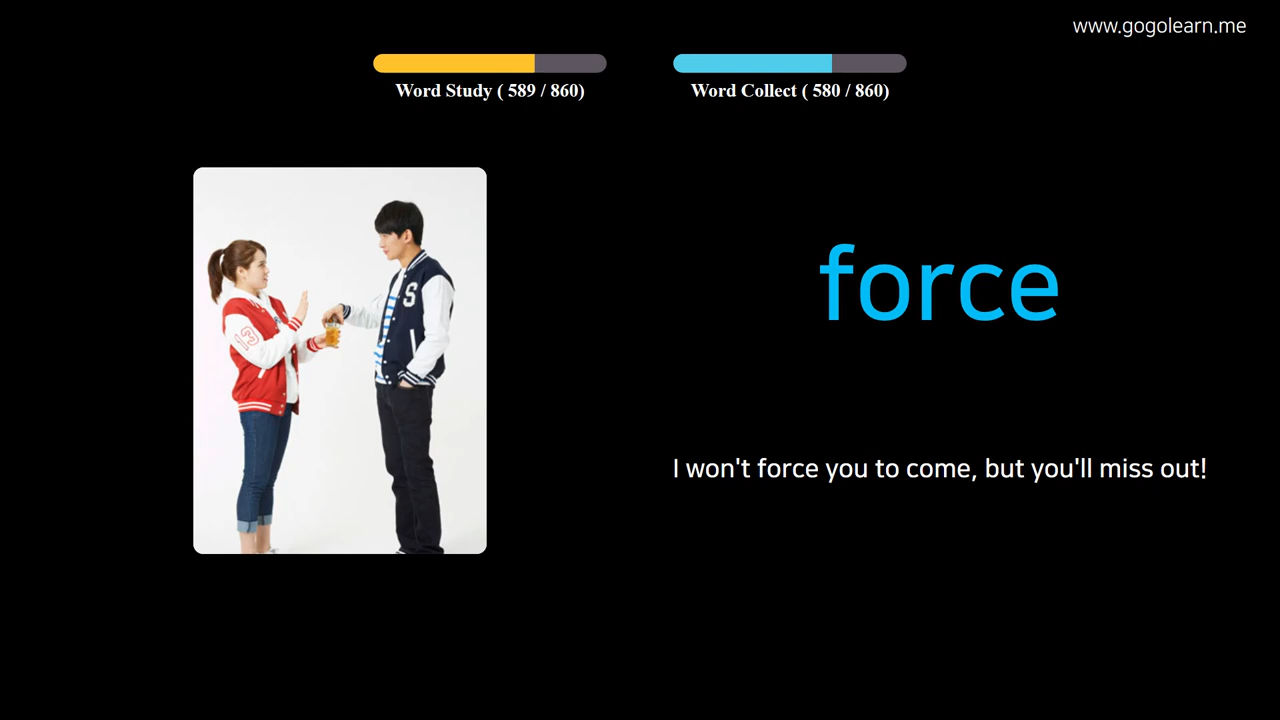 www.gogolearn.me
Word Study ( 589 / 860)
Word Collect ( 580 / 860)
S
13
force
I won't force you to come, but you'll miss out!